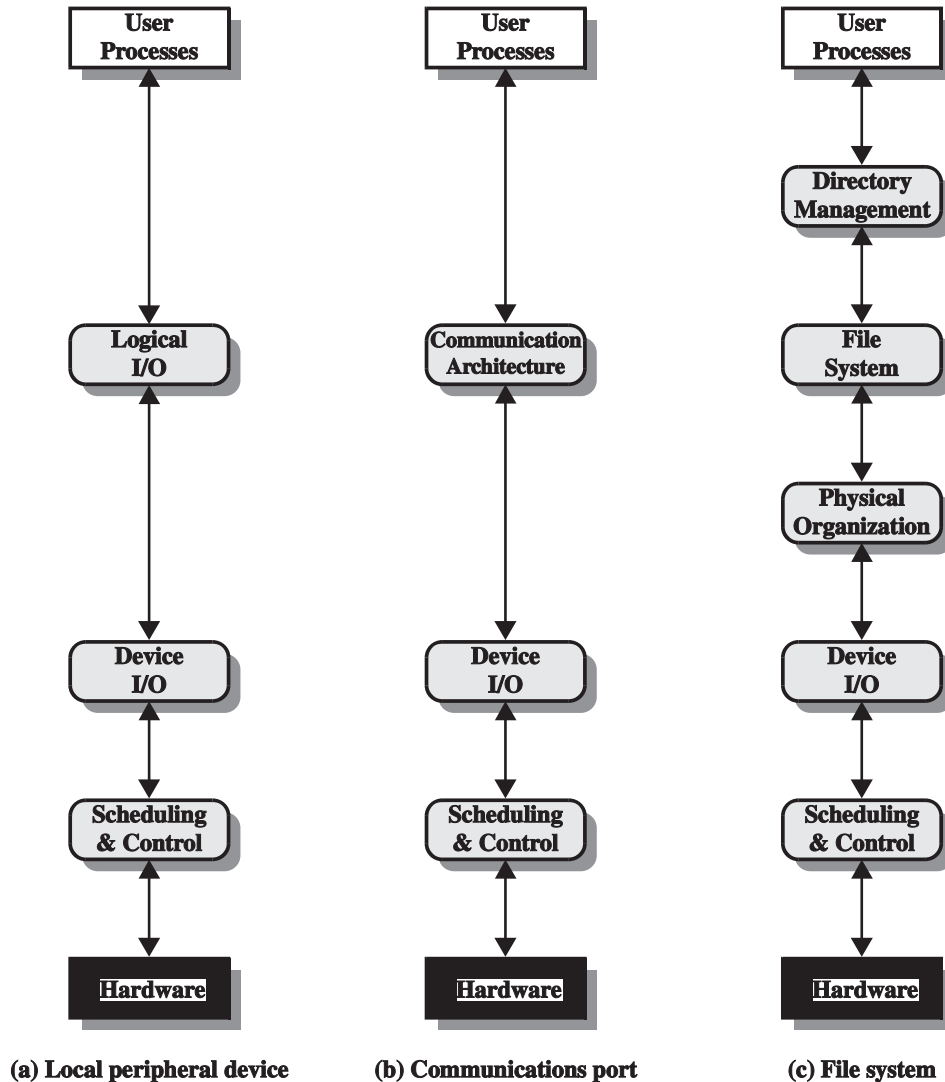 User
Processes
Logical
I/O
Device
I/O
Scheduling
& Control
Hardware
(a) Local peripheral device
User
Processes
Communication
Architecture
Device
I/O
Scheduling
& Control
Hardware
(b) Communications port
User
Processes
Directory
Management
File
System
Physical
Organization
Device
I/O
Scheduling
& Control
Hardware
(c) File system